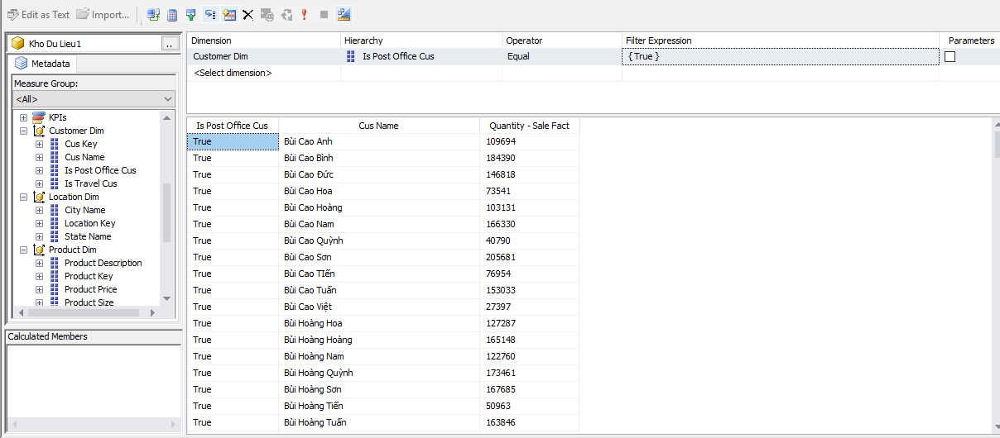 Edit as Text Import...
Kho Du Lieu1 ..
Metadata
Measure Group:
<All>
KPIs
Customer Dim
Cus Key
Cus Name
Is Post Office Cus
Is Travel Cus
Location Dim
City Name
Location Key
State Name
Product Dim
Product Description
Product Key
Product Price
Product Size
Calculated Members
Dimension Hierarchy Operator Filter Expression Parameters
Customer Dim Is Post Office Cus Equal { True }
<Select dimension>
Is Post Office Cus Cus Name Quantity - Sale Fact
True Bùi Cao Anh 109694
True Bùi Cao Bình 184390
True Bùi Cao Đức 146818
True Bùi Cao Hoa 73541
True Bùi Cao Hoàng 103131
True Bùi Cao Nam 166330
True Bùi Cao Quỳnh 40790
True Bùi Cao Sơn 205681
True Bùi Cao TIến 76954
True Bùi Cao Tuấn 153033
True Bùi Cao Việt 27397
True Bùi Hoàng Hoa 127287
True Bùi Hoàng Hoàng 165148
True Bùi Hoàng Nam 122760
True Bùi Hoàng Quỳnh 173461
True Bùi Hoàng Sơn 167685
True Bùi Hoàng Tiến 50963
True Bùi Hoàng Tuấn 163846